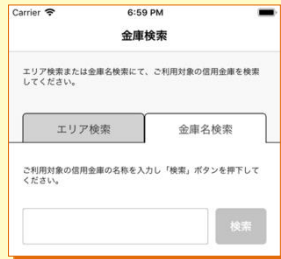 Carrier 6:59 PM
金庫検索
エリア検索または金庫名検索にて、ご利用対象の信用金庫を検索
してください。
エリア検索 金庫名検索
ご利用対象の信用金庫の名称を入力し「検索」ボタンを押下して
ください。
検索